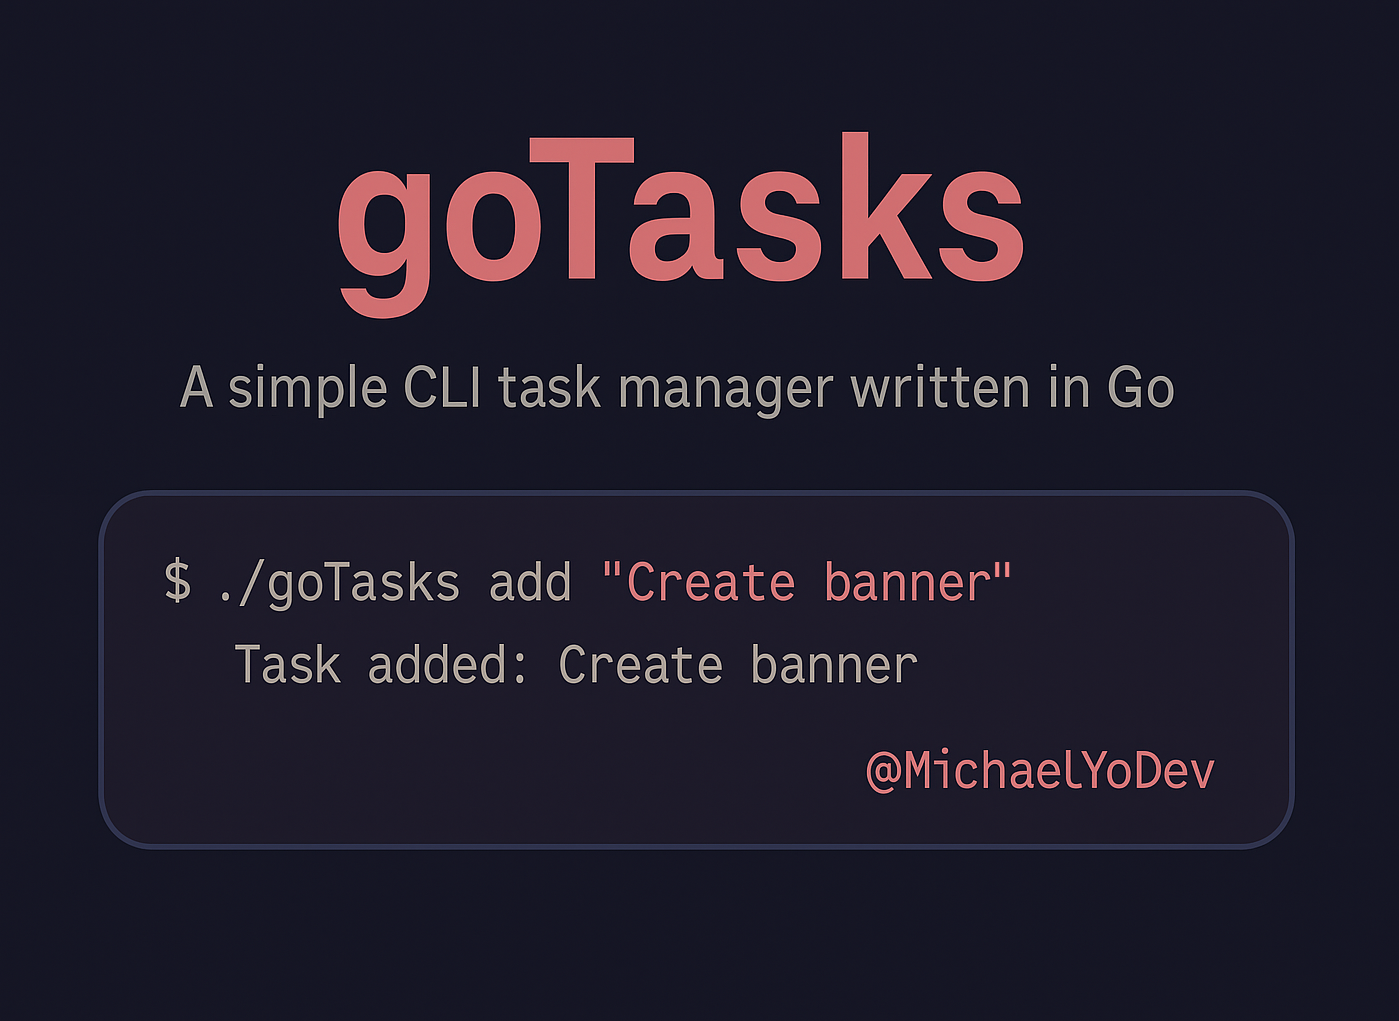 goTasks
A simple CLI task manager written in Go
$ ./goTasks add "Create banner"
Task added: Create banner
@MichaelYoDev